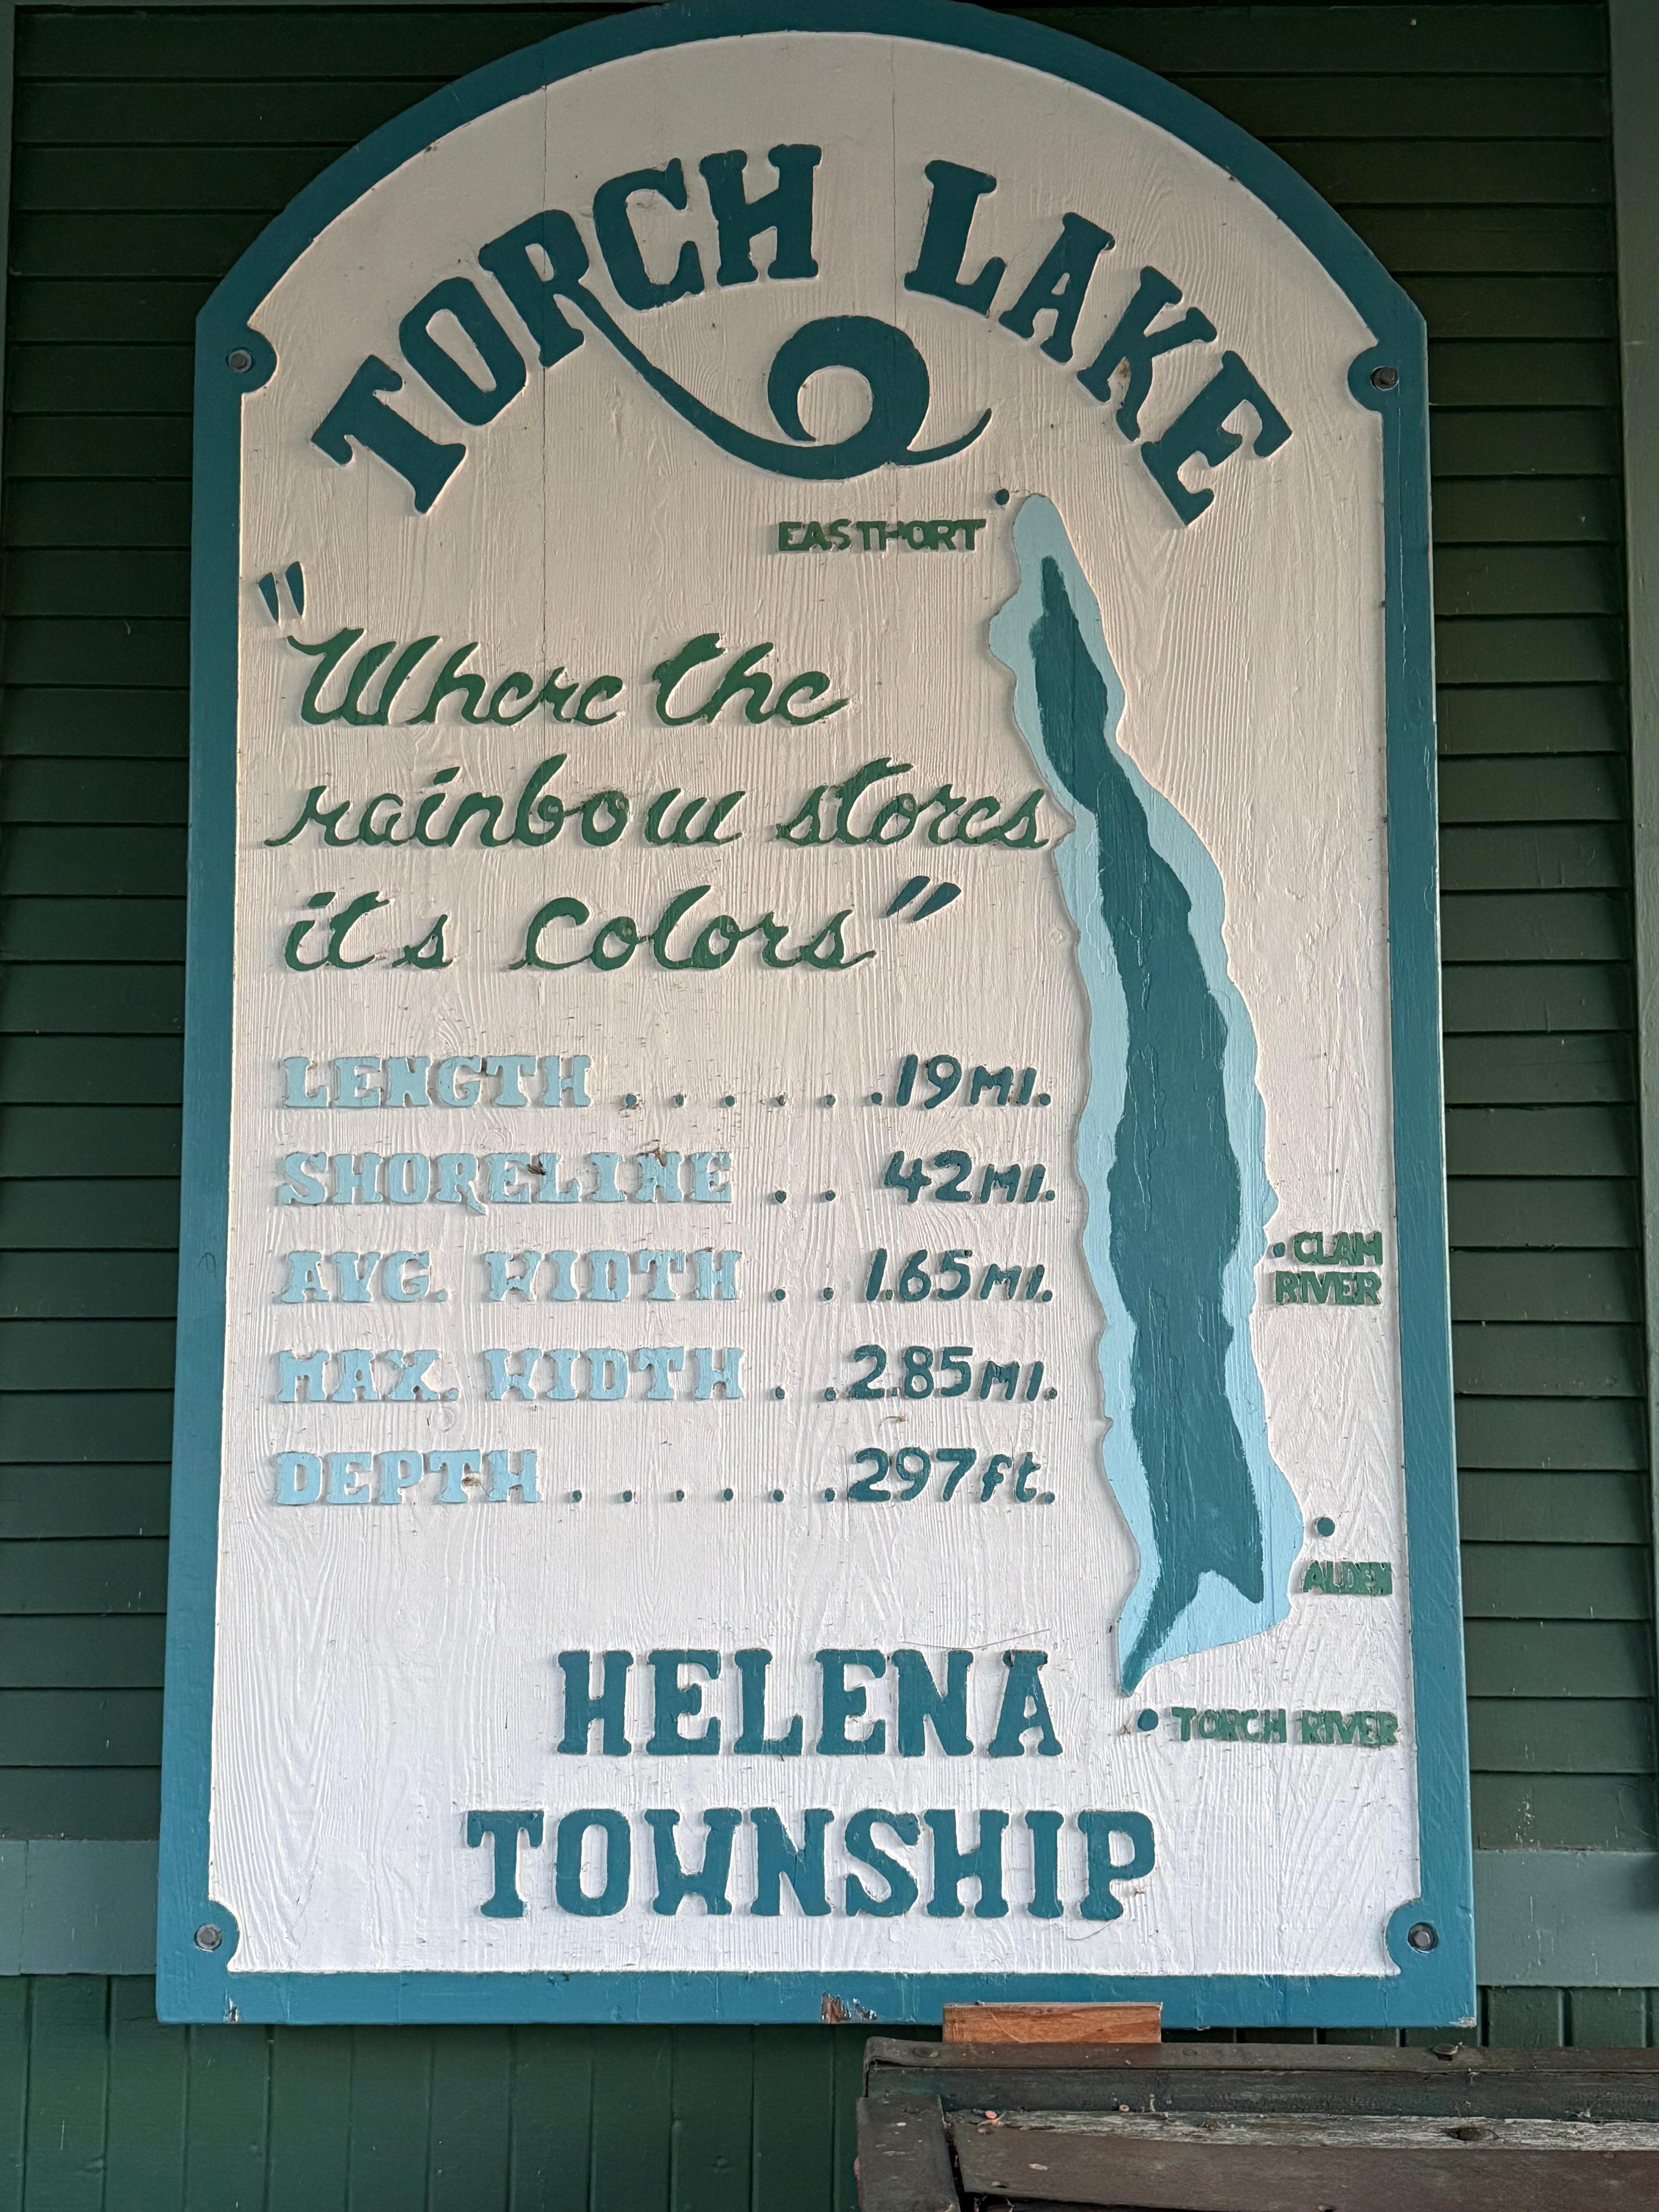 TORCH LAKE
EASTPORT
"Where the
rainbow stores
it's colors"
LENGTH . . . . . . 19 MI.
SHORELINE . . 42 MI.
AVG. WIDTH . . 1.65 MI.
MAX. WIDTH . . 2.85 MI.
DEPTH . . . . . . 297 ft.
CLAM
RIVER
ALDEN
TORCH RIVER
HELENA
TOWNSHIP